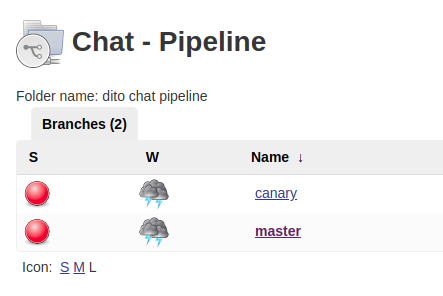 Chat - Pipeline
Folder name: dito chat pipeline
Branches (2)
S W Name ↓
canary
master
Icon: S M L